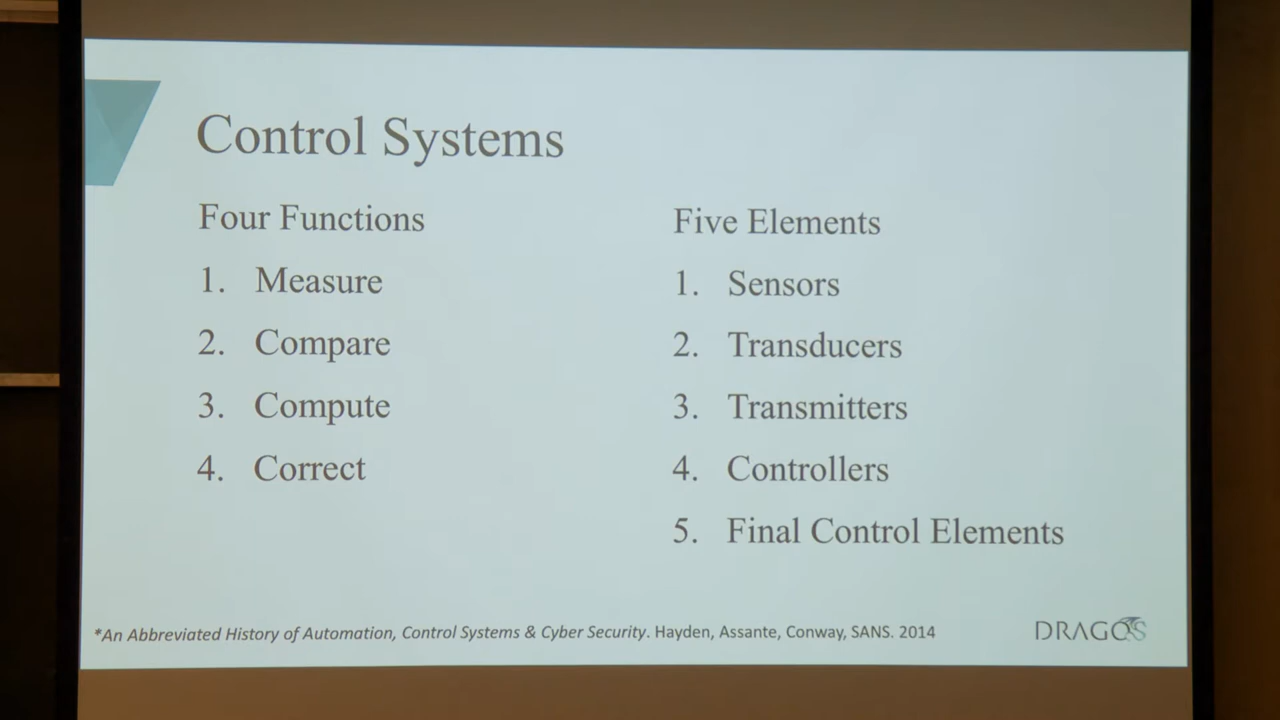 Control Systems
Four Functions
1. Measure
2. Compare
3. Compute
4. Correct
Five Elements
1. Sensors
2. Transducers
3. Transmitters
4. Controllers
5. Final Control Elements
*An Abbreviated History of Automation, Control Systems & Cyber Security. Hayden, Assante, Conway, SANS. 2014
DRAGOS